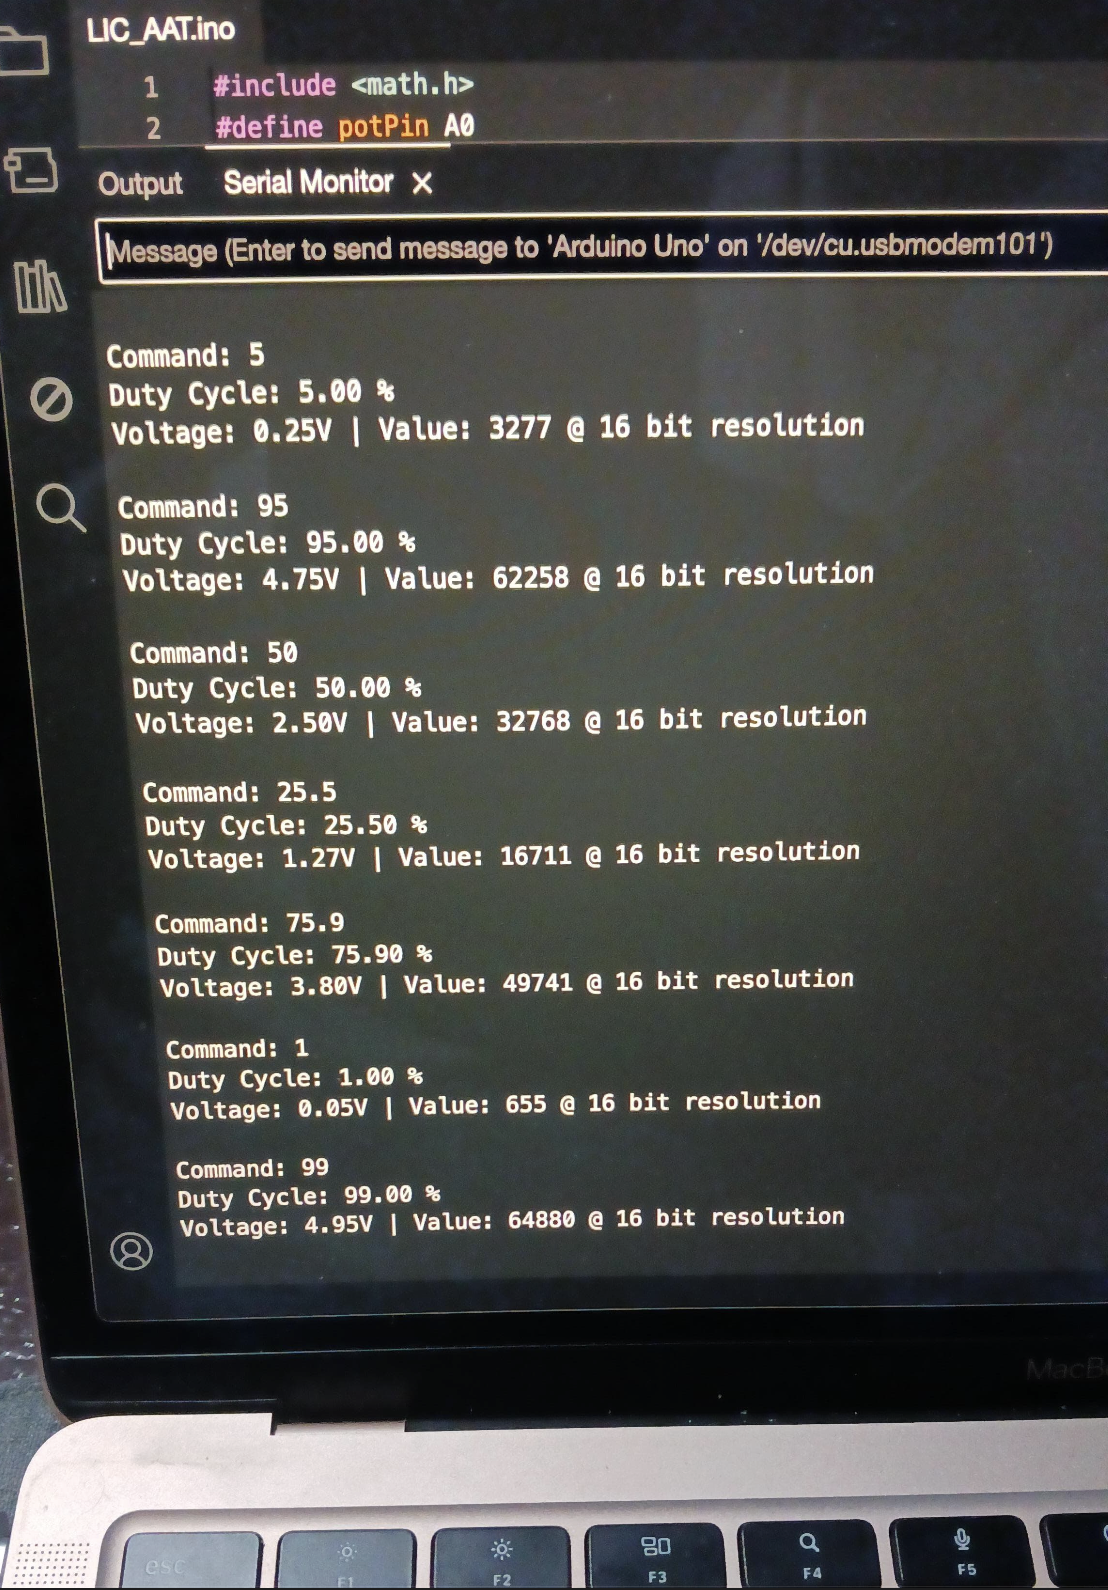 LIC_AAT.ino
1 #include <math.h>
2 #define potPin A0
Output Serial Monitor ×
Message (Enter to send message to 'Arduino Uno' on '/dev/cu.usbmodem101')
Command: 5
Duty Cycle: 5.00 %
Voltage: 0.25V | Value: 3277 @ 16 bit resolution
Command: 95
Duty Cycle: 95.00 %
Voltage: 4.75V | Value: 62258 @ 16 bit resolution
Command: 50
Duty Cycle: 50.00 %
Voltage: 2.50V | Value: 32768 @ 16 bit resolution
Command: 25.5
Duty Cycle: 25.50 %
Voltage: 1.27V | Value: 16711 @ 16 bit resolution
Command: 75.9
Duty Cycle: 75.90 %
Voltage: 3.80V | Value: 49741 @ 16 bit resolution
Command: 1
Duty Cycle: 1.00 %
Voltage: 0.05V | Value: 655 @ 16 bit resolution
Command: 99
Duty Cycle: 99.00 %
Voltage: 4.95V | Value: 64880 @ 16 bit resolution
MacB
esc F1 F2 F3 F4 F5